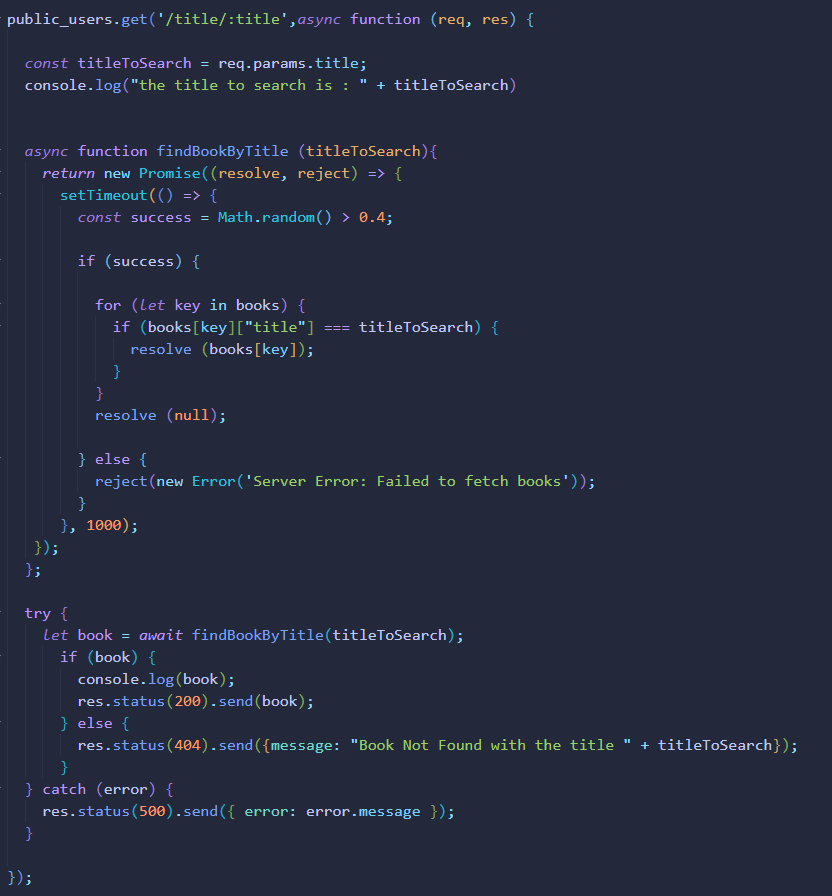 public_users.get('/title/:title',async function (req, res) {
const titleToSearch = req.params.title;
console.log("the title to search is : " + titleToSearch)
async function findBookByTitle (titleToSearch){
return new Promise((resolve, reject) => {
setTimeout(() => {
const success = Math.random() > 0.4;
if (success) {
for (let key in books) {
if (books[key]["title"] === titleToSearch) {
resolve (books[key]);
}
}
resolve (null);
} else {
reject(new Error('Server Error: Failed to fetch books'));
}
}, 1000);
});
};
try {
let book = await findBookByTitle(titleToSearch);
if (book) {
console.log(book);
res.status(200).send(book);
} else {
res.status(404).send({message: "Book Not Found with the title " + titleToSearch});
}
} catch (error) {
res.status(500).send({ error: error.message });
}
});